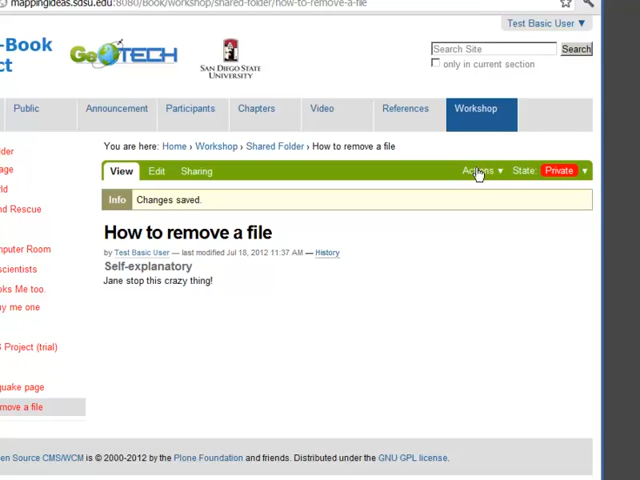 mappingideas.sdsu.edu:8080/Book/workshop/shared-folder/how-to-remove-a-file
Test Basic User ▼
-Book
ct
GeOTECH
SAN DIEGO STATE
UNIVERSITY
Search Site
Search
only in current section
Public
Announcement
Participants
Chapters
Video
References
Workshop
lder
age
ld
nd Rescue
mputer Room
scientists
oks Me too.
uy me one
S Project (trial)
quake page
move a file
You are here: Home › Workshop › Shared Folder › How to remove a file
View
Edit
Sharing
Actions ▼
State: Private ▼
Info
Changes saved.
How to remove a file
by Test Basic User — last modified Jul 18, 2012 11:37 AM — History
Self-explanatory
Jane stop this crazy thing!
en Source CMS/WCM is © 2000-2012 by the Plone Foundation and friends. Distributed under the GNU GPL license.